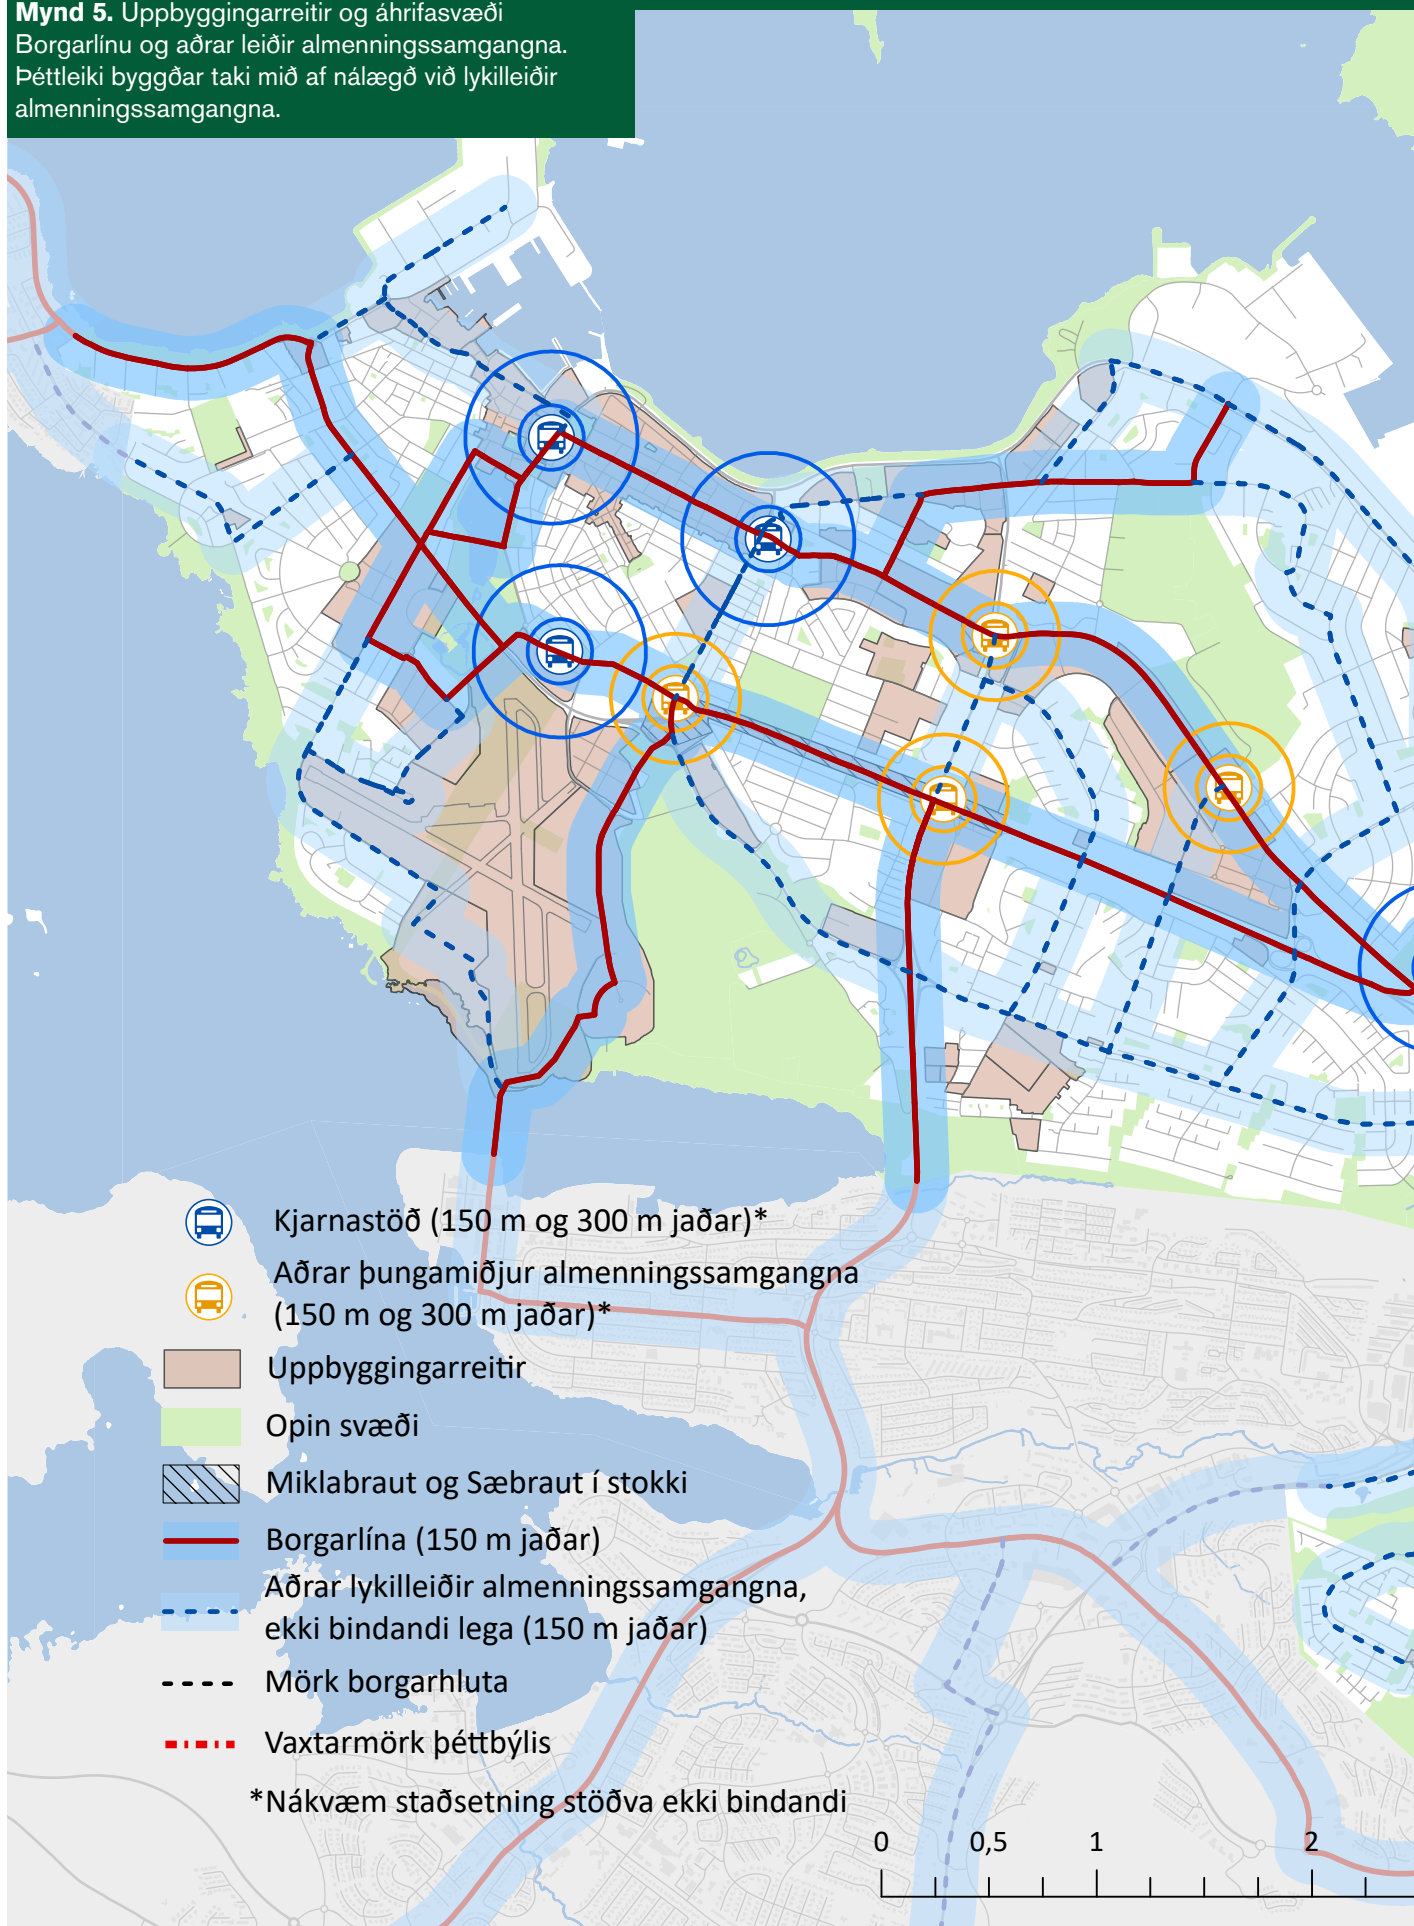 Mynd 5. Uppbyggingarreitir og áhrifasvæði
Borgarlínu og aðrar leiðir almenningssamgangna.
Þéttleiki byggðar taki mið af nálægð við lykilleiðir
almenningssamgangna.
Kjarnastöð (150 m og 300 m jaðar)*
Aðrar þungamiðjur almenningssamgangna
(150 m og 300 m jaðar)*
Uppbyggingarreitir
Opin svæði
Miklabraut og Sæbraut í stokki
Borgarlína (150 m jaðar)
Aðrar lykilleiðir almenningssamgangna,
ekki bindandi lega (150 m jaðar)
Mörk borgarhluta
Vaxtarmörk þéttbýlis
*Nákvæm staðsetning stöðva ekki bindandi
0 0,5 1 2